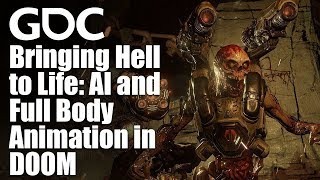 GDC
Bringing Hell
to Life: AI and
Full Body
Animation in
DOOM